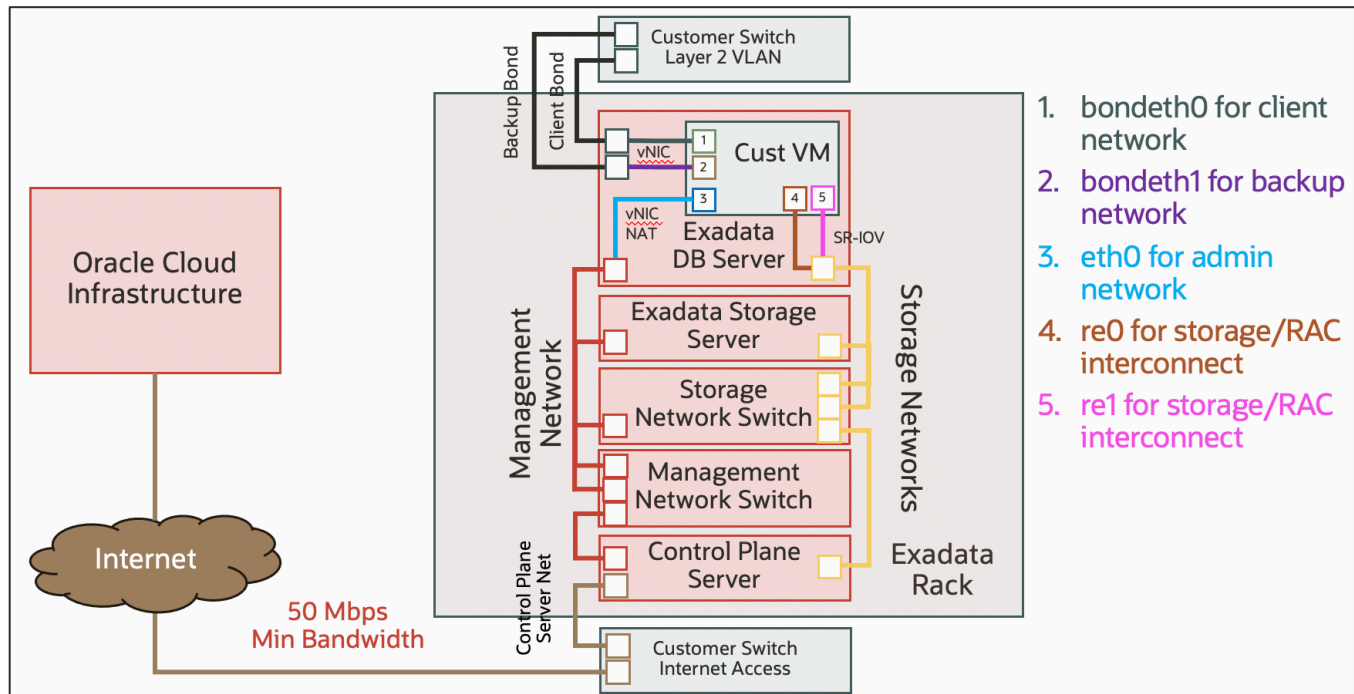 Customer Switch
Layer 2 VLAN
Backup Bond
Client Bond
vNIC
1
2
3
4
5
Cust VM
vNIC
NAT
SR-IOV
Exadata
DB Server
Exadata Storage
Server
Storage
Network Switch
Management
Network Switch
Control Plane
Server
Management
Network
Storage Networks
Exadata
Rack
Control Plane
Server Net
Customer Switch
Internet Access
Oracle Cloud
Infrastructure
Internet
50 Mbps
Min Bandwidth
1. bondeth0 for client
network
2. bondeth1 for backup
network
3. eth0 for admin
network
4. re0 for storage/RAC
interconnect
5. re1 for storage/RAC
interconnect